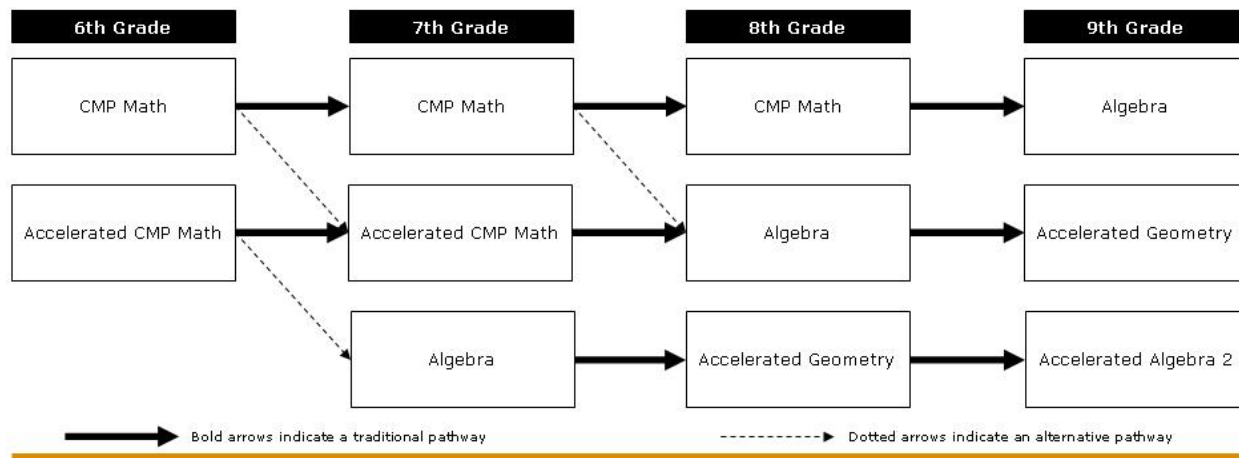 6th Grade
7th Grade
8th Grade
9th Grade
CMP Math
CMP Math
CMP Math
Algebra
Accelerated CMP Math
Accelerated CMP Math
Algebra
Accelerated Geometry
Algebra
Accelerated Geometry
Accelerated Algebra 2
Bold arrows indicate a traditional pathway
Dotted arrows indicate an alternative pathway